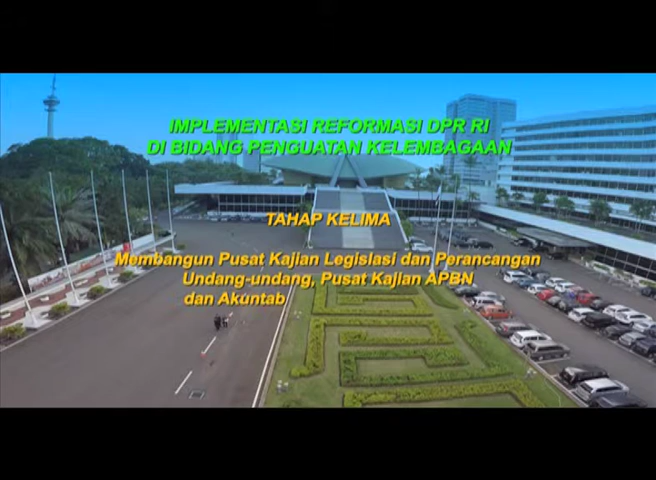 IMPLEMENTASI REFORMASI DPR RI
DI BIDANG PENGUATAN KELEMBAGAAN
TAHAP KELIMA
Membangun Pusat Kajian Legislasi dan Perancangan
Undang-undang, Pusat Kajian APBN
dan Akuntab